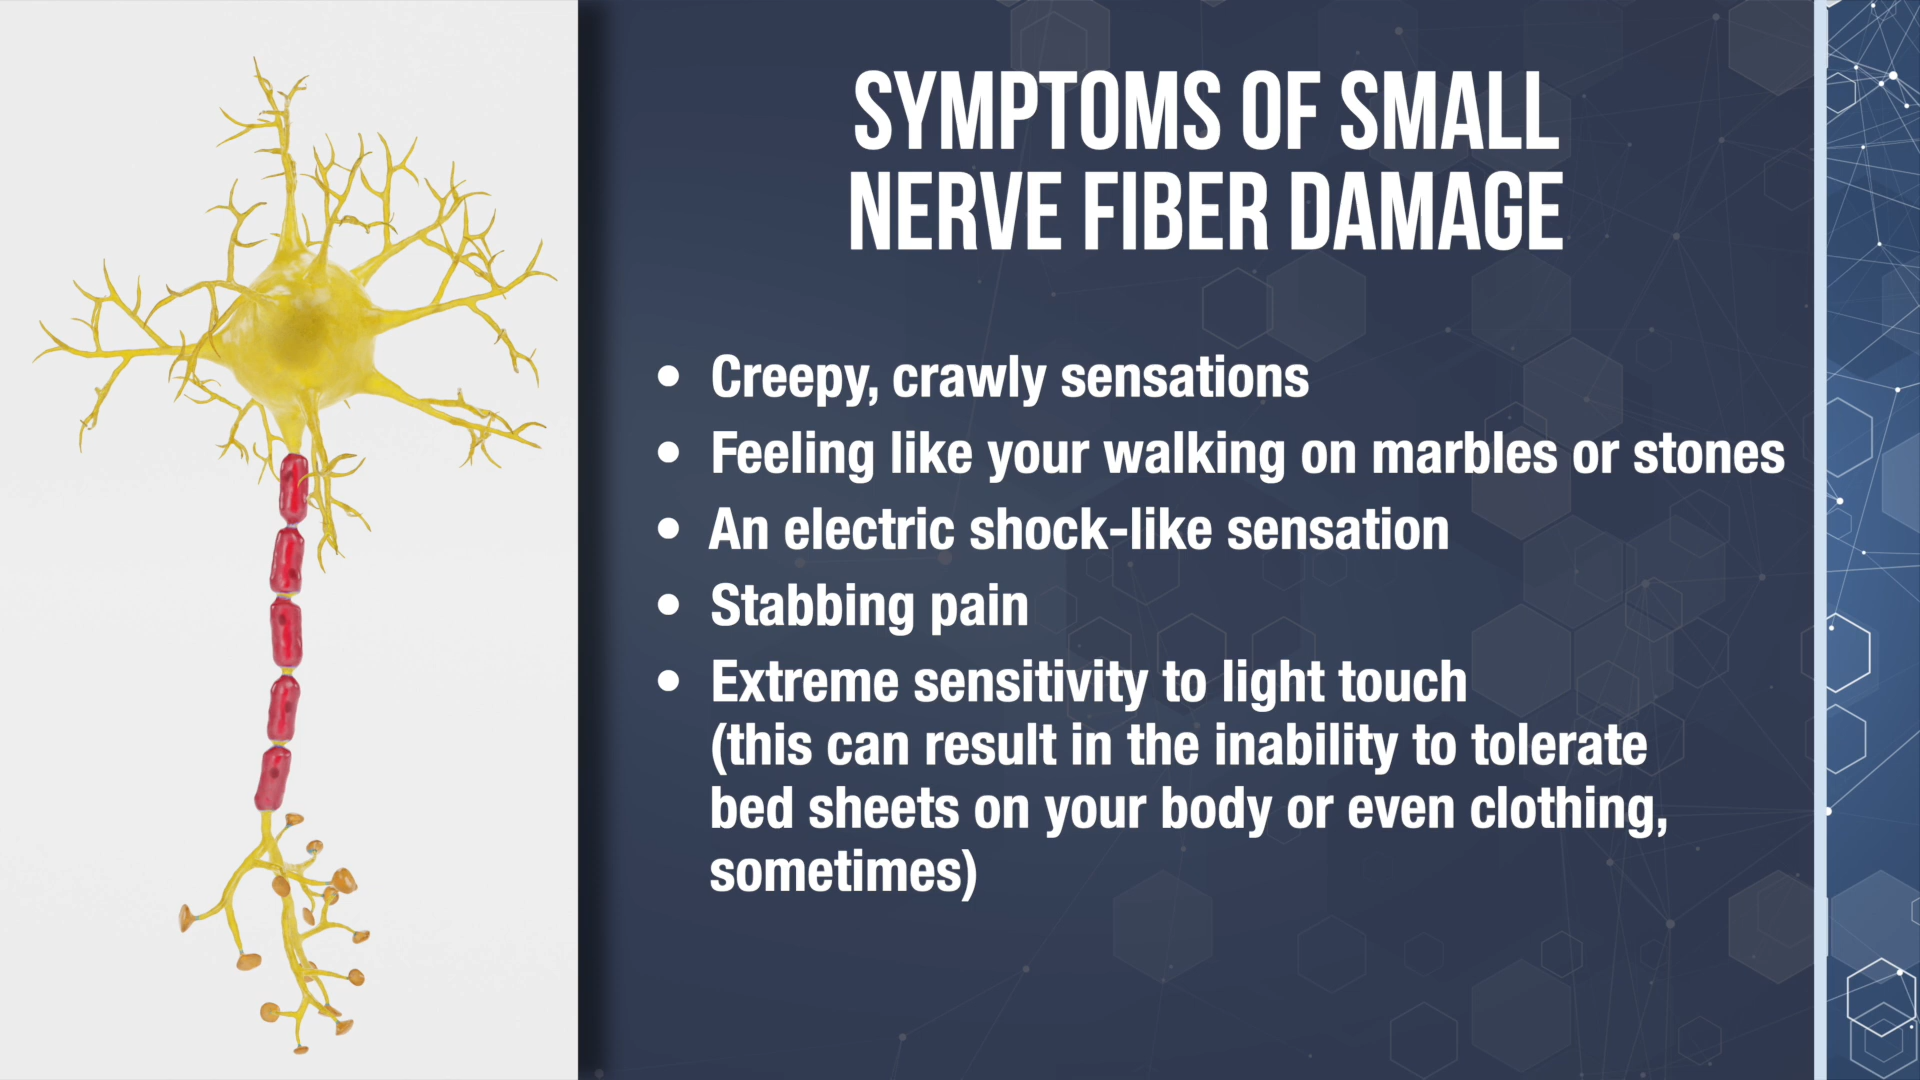 SYMPTOMS OF SMALL
NERVE FIBER DAMAGE
• Creepy, crawly sensations
• Feeling like your walking on marbles or stones
• An electric shock-like sensation
• Stabbing pain
• Extreme sensitivity to light touch
(this can result in the inability to tolerate
bed sheets on your body or even clothing,
sometimes)